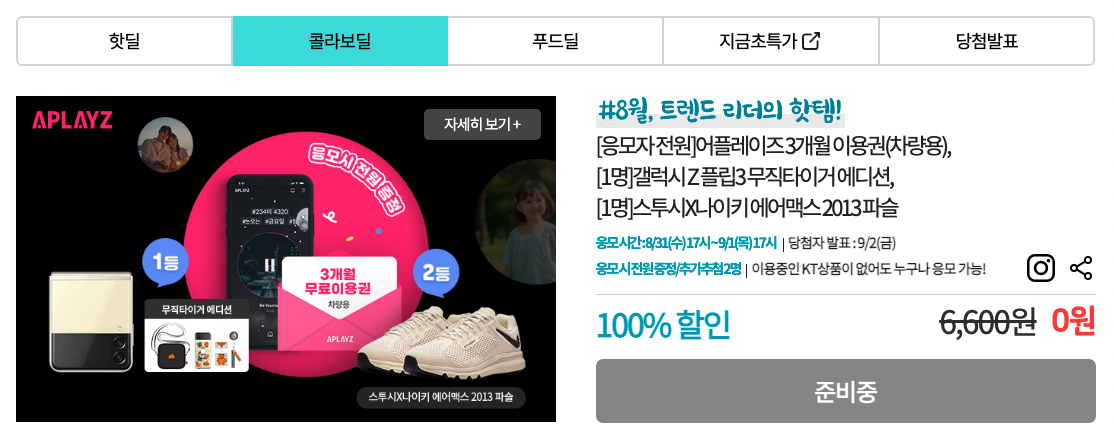 핫딜
콜라보딜
푸드딜
지금초특가
당첨발표
APLAYZ
자세히 보기 +
응모시 전원 증정
APLAYZ
#234비 4320
#눈오는 #금요일
1등
2등
3개월
무료이용권
차량용
APLAYZ
무직타이거 에디션
스투시X나이키 에어맥스 2013 파슬
#8월, 트렌드 리더의 핫템!
[응모자 전원]어플레이즈 3개월 이용권(차량용),
[1명]갤럭시 Z 플립3 무직타이거 에디션,
[1명]스투시X나이키 에어맥스 2013 파슬
응모시간 : 8/31(수) 17시 ~ 9/1(목) 17시 | 당첨자 발표 : 9/2(금)
응모시 전원증정/추가추첨 2명 | 이용중인 KT상품이 없어도 누구나 응모 가능!
100% 할인
6,600원 0원
준비중